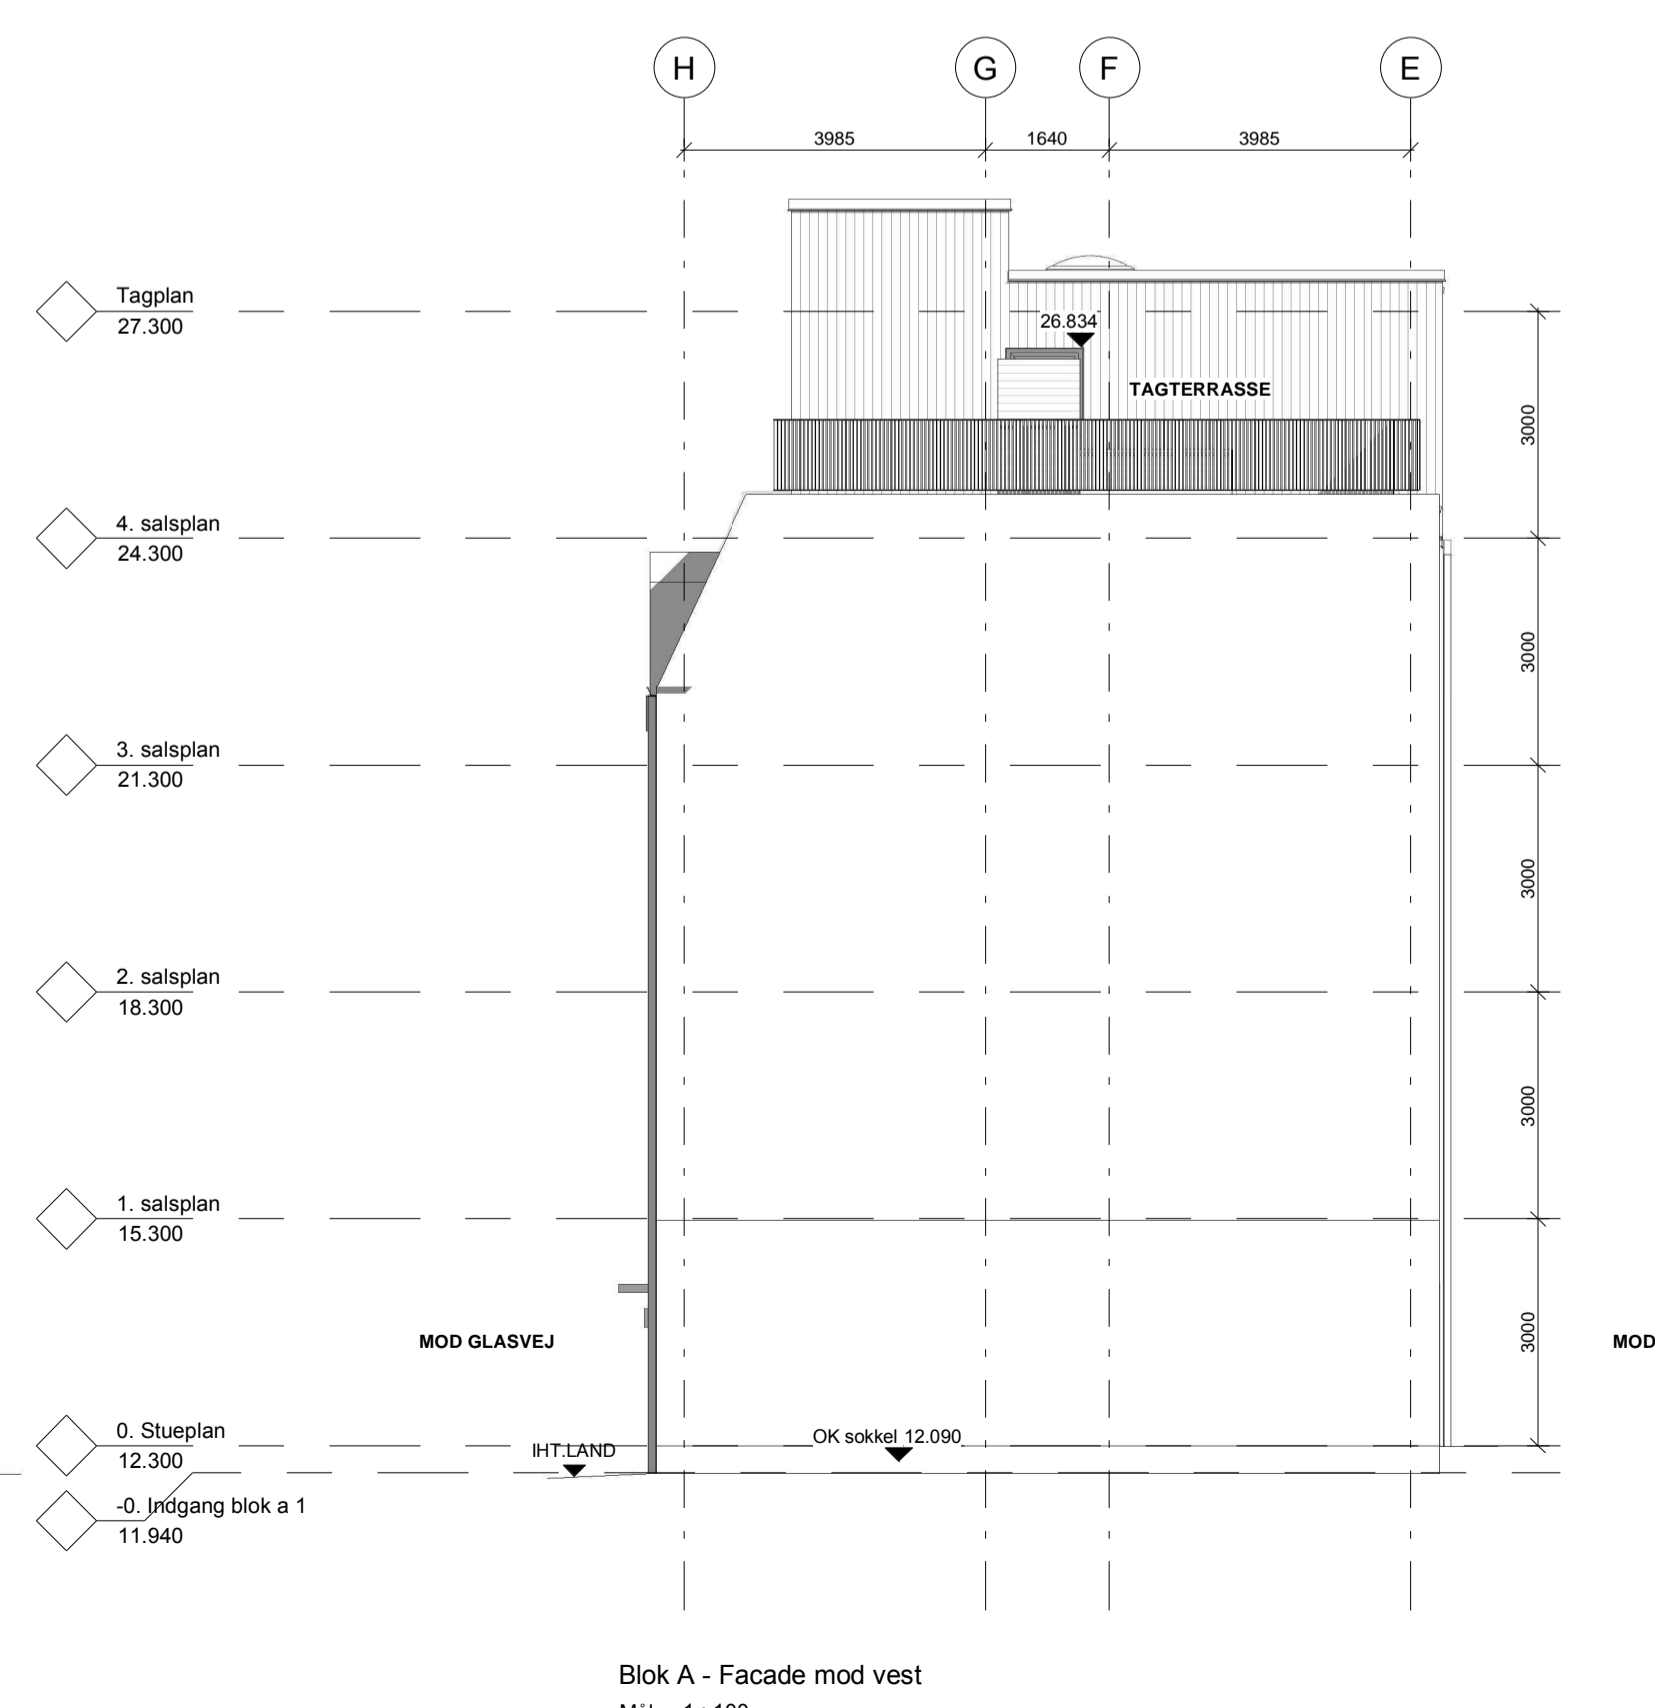 H
G
F
E
3985
1640
3985
Tagplan
27.300
26.834
TAGTERRASSE
3000
4. salsplan
24.300
3000
3. salsplan
21.300
3000
2. salsplan
18.300
3000
1. salsplan
15.300
3000
MOD GLASVEJ
MOD
0. Stueplan
12.300
IHT.LAND
OK sokkel 12.090
-0. Indgang blok a 1
11.940
Blok A - Facade mod vest